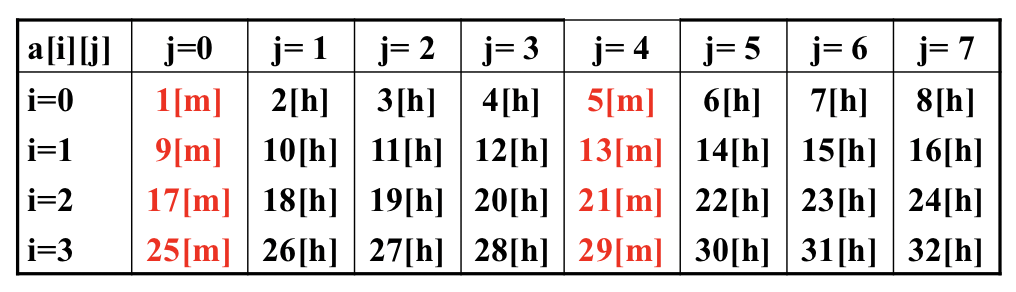 a[i][j] j=0 j= 1 j= 2 j= 3 j= 4 j= 5 j= 6 j= 7
i=0 1[m] 2[h] 3[h] 4[h] 5[m] 6[h] 7[h] 8[h]
i=1 9[m] 10[h] 11[h] 12[h] 13[m] 14[h] 15[h] 16[h]
i=2 17[m] 18[h] 19[h] 20[h] 21[m] 22[h] 23[h] 24[h]
i=3 25[m] 26[h] 27[h] 28[h] 29[m] 30[h] 31[h] 32[h]